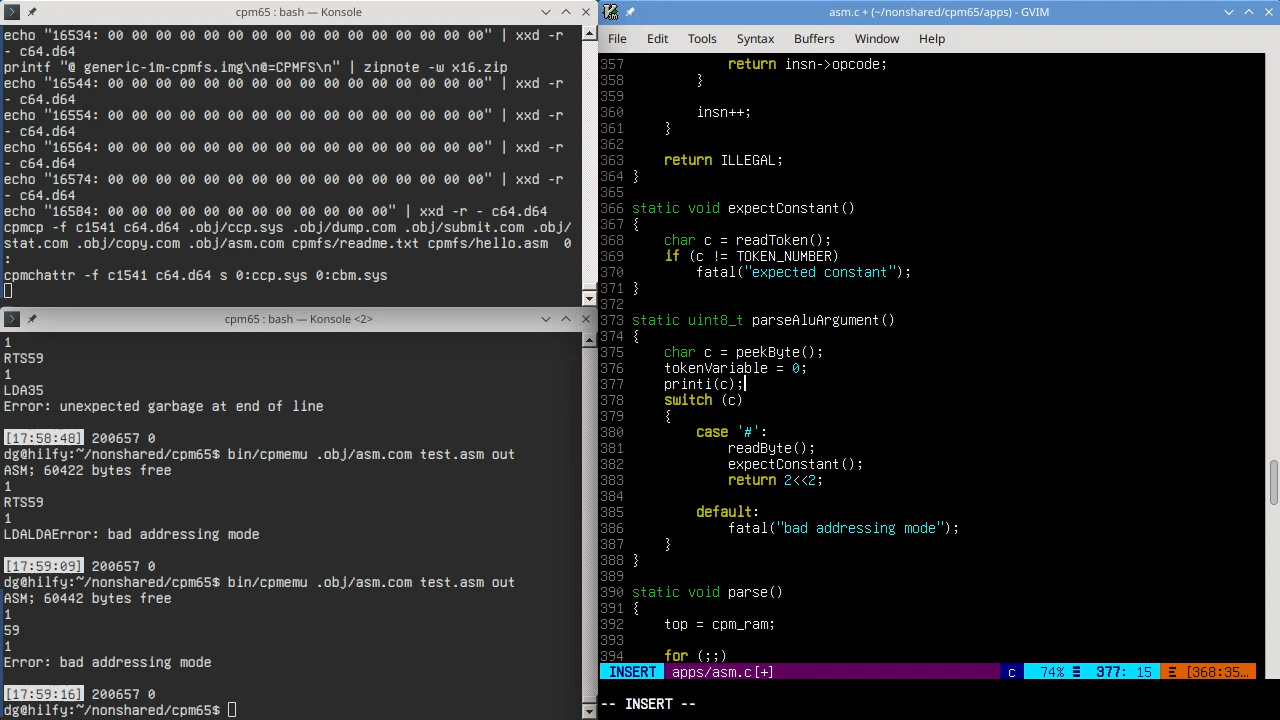 cpm65 : bash — Konsole
echo "16534: 00 00 00 00 00 00 00 00 00 00 00 00 00 00 00 00" | xxd -r
- c64.d64
printf "@ generic-1m-cpmfs.img\n@=CPMFS\n" | zipnote -w x16.zip
echo "16544: 00 00 00 00 00 00 00 00 00 00 00 00 00 00 00 00" | xxd -r
- c64.d64
echo "16554: 00 00 00 00 00 00 00 00 00 00 00 00 00 00 00 00" | xxd -r
- c64.d64
echo "16564: 00 00 00 00 00 00 00 00 00 00 00 00 00 00 00 00" | xxd -r
- c64.d64
echo "16574: 00 00 00 00 00 00 00 00 00 00 00 00 00 00 00 00" | xxd -r
- c64.d64
echo "16584: 00 00 00 00 00 00 00 00 00 00 00 00" | xxd -r - c64.d64
cpmcp -f c1541 c64.d64 .obj/ccp.sys .obj/dump.com .obj/submit.com .obj/
stat.com .obj/copy.com .obj/asm.com cpmfs/readme.txt cpmfs/hello.asm  0
:
cpmchattr -f c1541 c64.d64 s 0:ccp.sys 0:cbm.sys
cpm65 : bash — Konsole <2>
1
RTS59
1
LDA35
Error: unexpected garbage at end of line
[17:58:48] 200657 0
dg@hilfy:~/nonshared/cpm65$ bin/cpmemu .obj/asm.com test.asm out
ASM; 60422 bytes free
1
RTS59
1
LDALDAError: bad addressing mode
[17:59:09] 200657 0
dg@hilfy:~/nonshared/cpm65$ bin/cpmemu .obj/asm.com test.asm out
ASM; 60442 bytes free
1
59
1
Error: bad addressing mode
[17:59:16] 200657 0
dg@hilfy:~/nonshared/cpm65$
asm.c + (~/nonshared/cpm65/apps) - GVIM
File Edit Tools Syntax Buffers Window Help
357             return insn->opcode;
358         }
359
360         insn++;
361     }
362
363     return ILLEGAL;
364 }
365
366 static void expectConstant()
367 {
368     char c = readToken();
369     if (c != TOKEN_NUMBER)
370         fatal("expected constant");
371 }
372
373 static uint8_t parseAluArgument()
374 {
375     char c = peekByte();
376     tokenVariable = 0;
377     printi(c);
378     switch (c)
379     {
380         case '#':
381             readByte();
382             expectConstant();
383             return 2<<2;
384
385         default:
386             fatal("bad addressing mode");
387     }
388 }
389
390 static void parse()
391 {
392     top = cpm_ram;
393
394     for (;;)
INSERT apps/asm.c[+] c 74% ☰ 377: 15 Ξ [368:35…
-- INSERT --